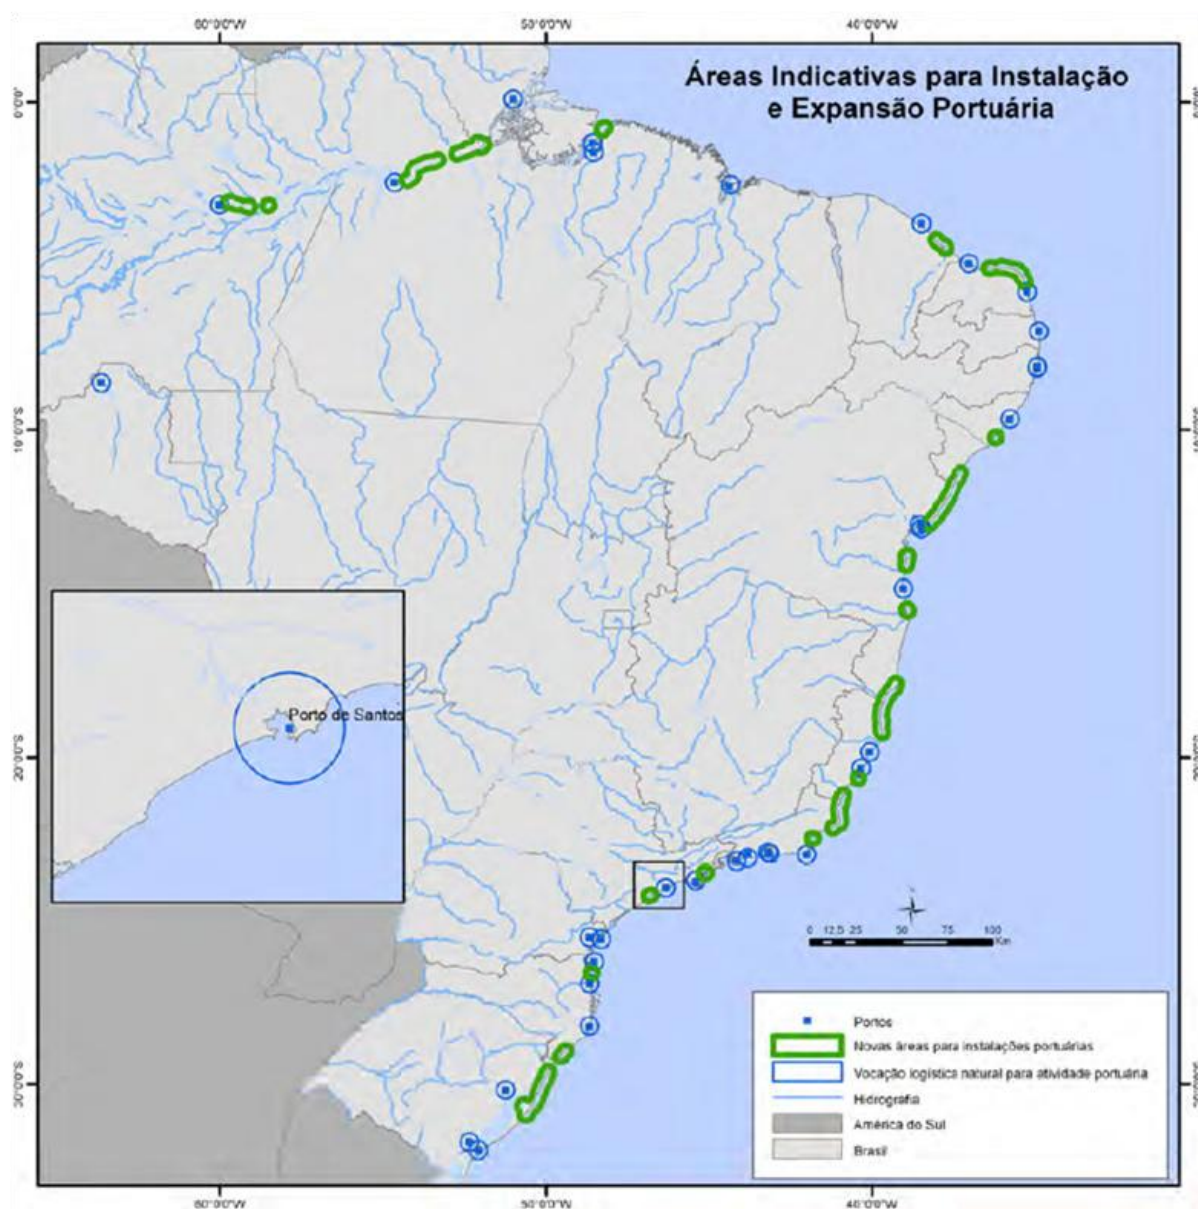 60°0'0"W 50°0'0"W 40°0'0"W
Áreas Indicativas para Instalação
e Expansão Portuária
0°0'0"
10°0'0"S
Porto de Santos
20°0'0"S
0 12,5 25 50 75 100
Km
Portos
Novas áreas para instalações portuárias
Vocação logística natural para atividade portuária
Hidrografia
América do Sul
Brasil
30°0'0"S
60°0'0"W 50°0'0"W 40°0'0"W